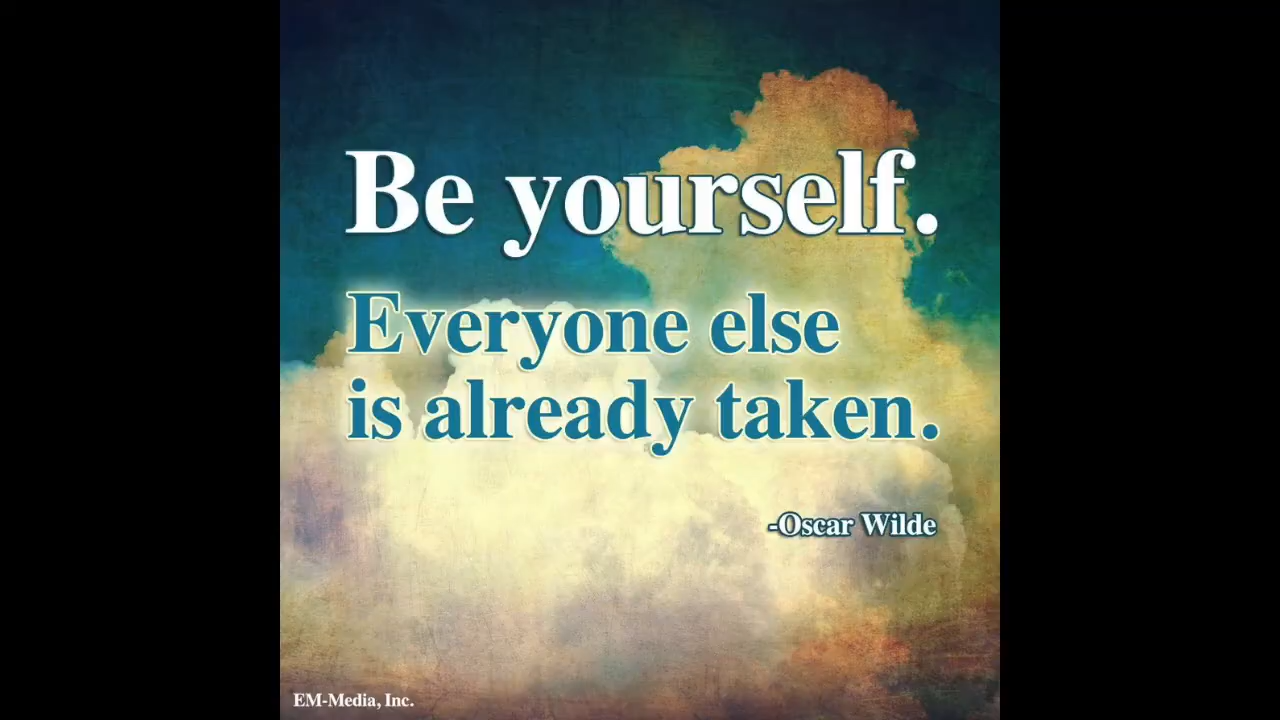 Be yourself.
Everyone else
is already taken.
-Oscar Wilde
EM-Media, Inc.